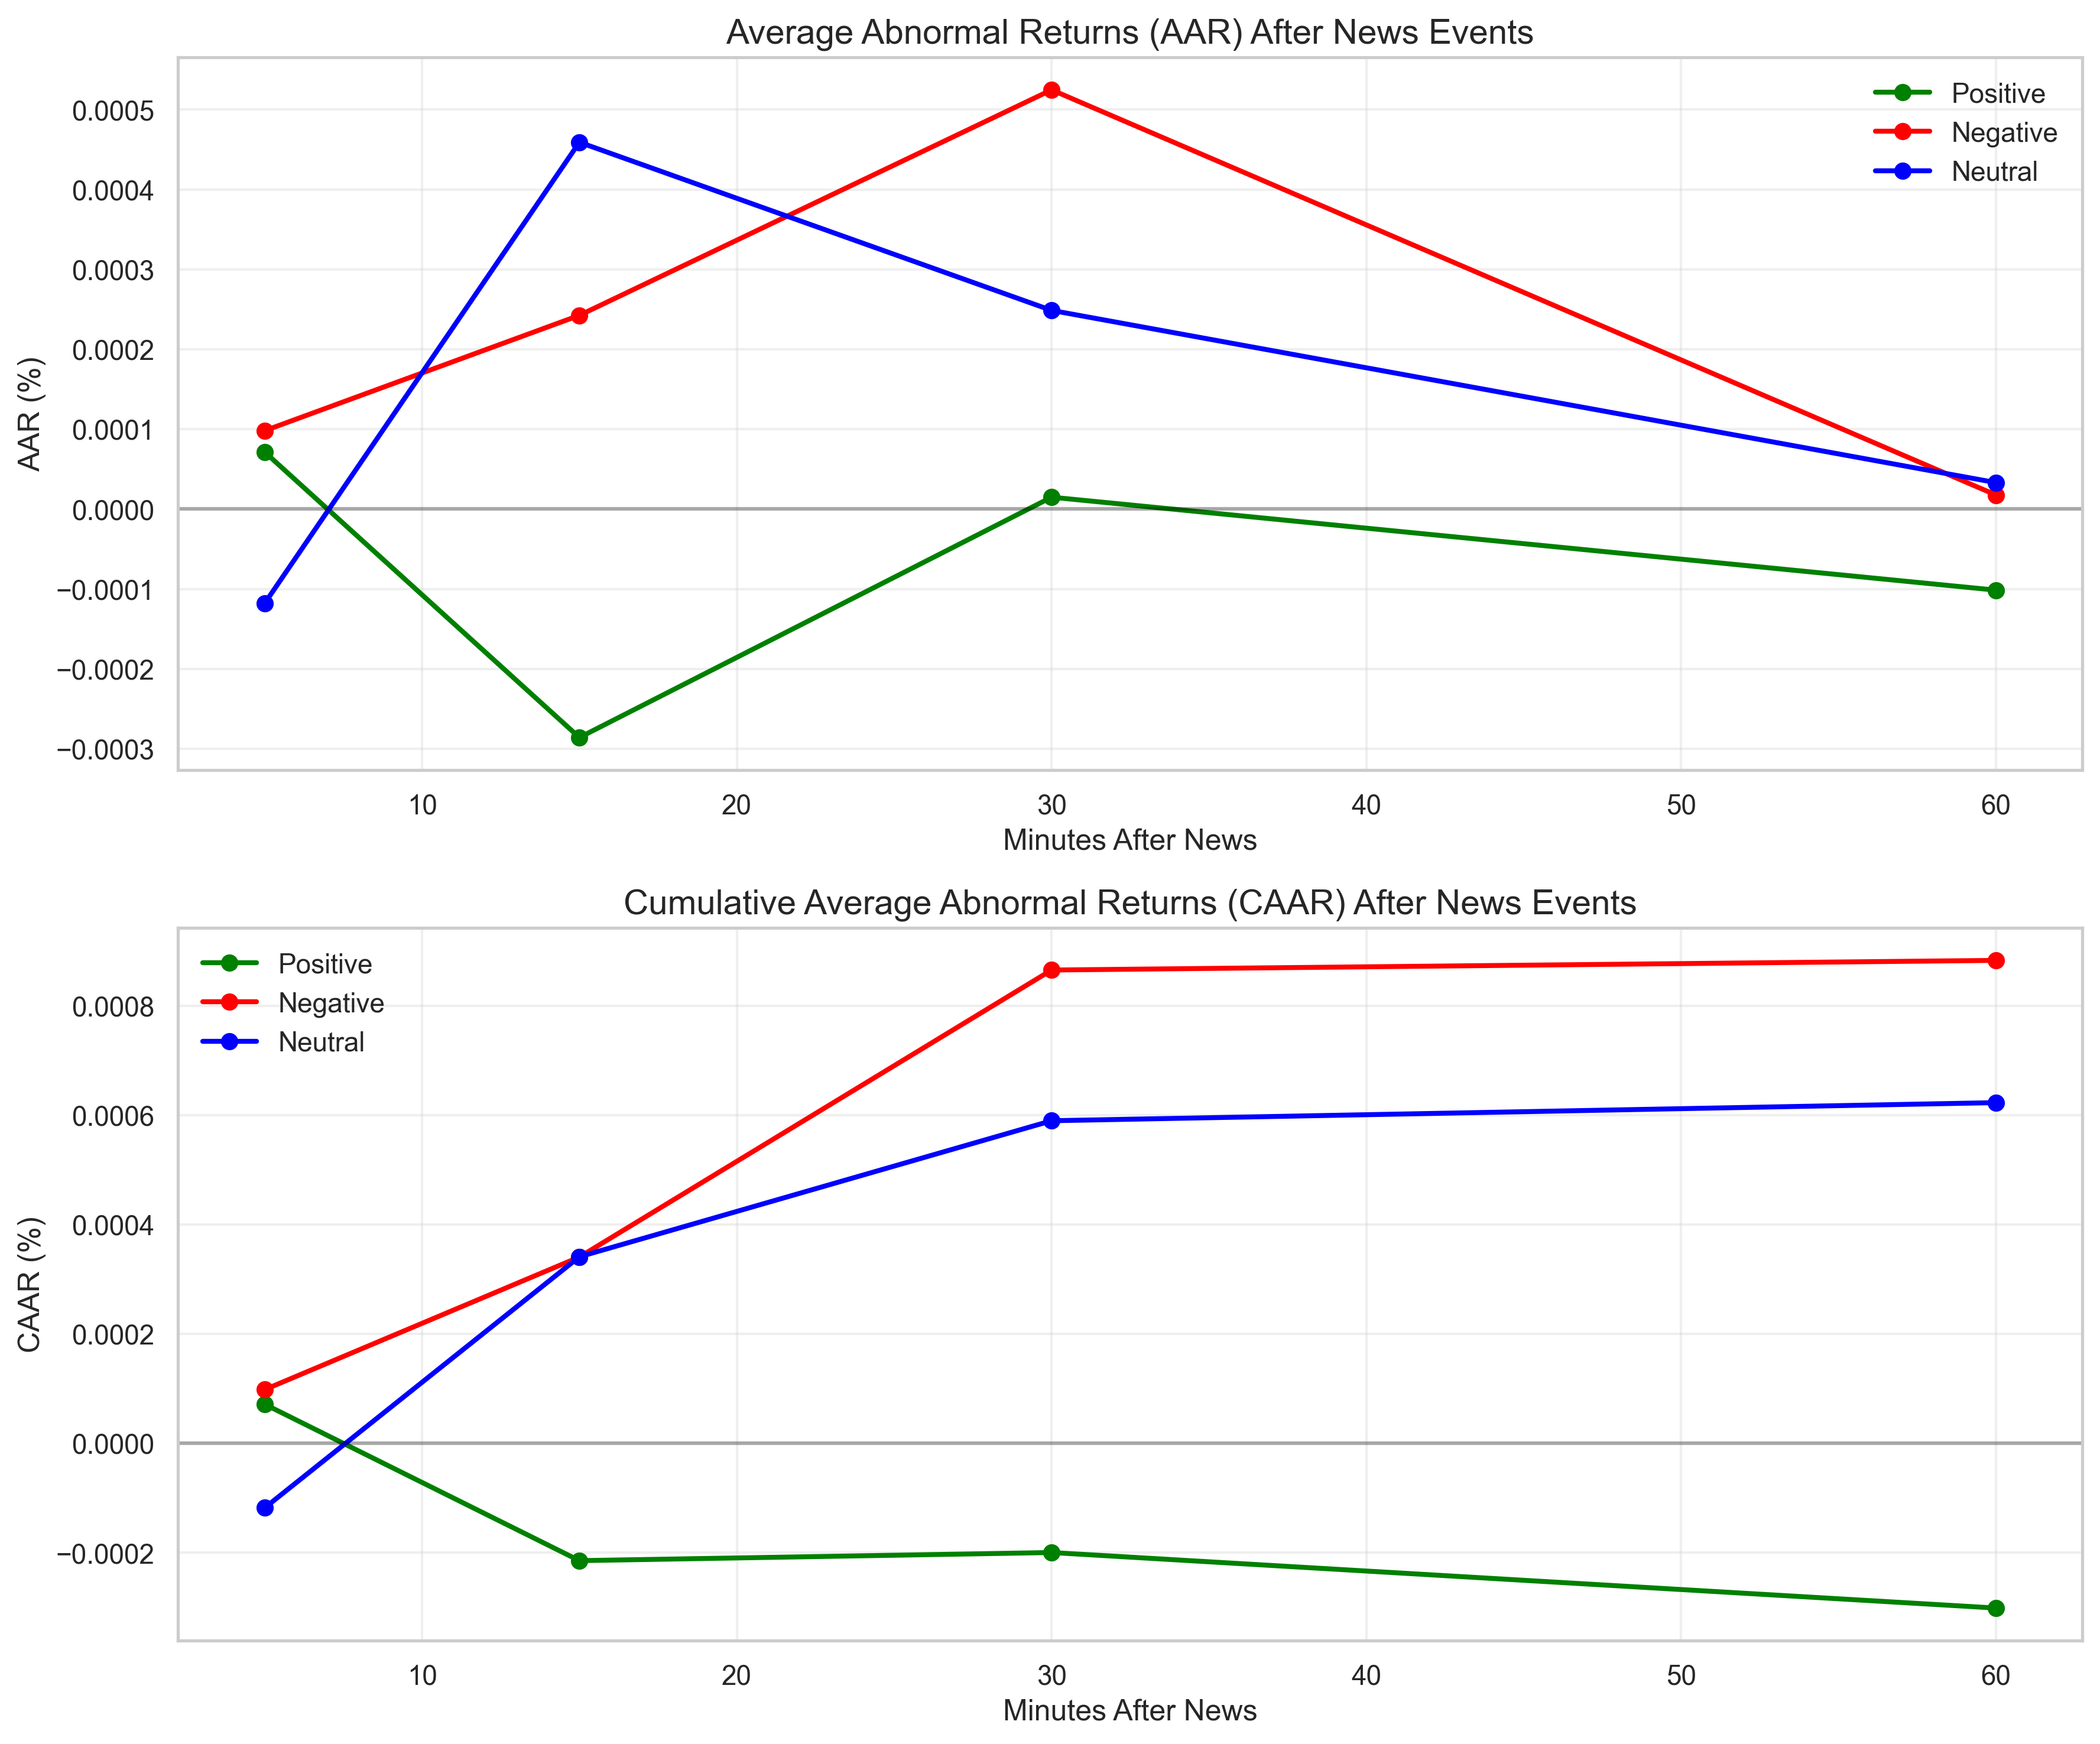 Average Abnormal Returns (AAR) After News Events
0.0005
0.0004
0.0003
0.0002
0.0001
0.0000
−0.0001
−0.0002
−0.0003
AAR (%)
Positive
Negative
Neutral
10 20 30 40 50 60
Minutes After News
Cumulative Average Abnormal Returns (CAAR) After News Events
Positive
Negative
Neutral
0.0008
0.0006
0.0004
0.0002
0.0000
−0.0002
CAAR (%)
10 20 30 40 50 60
Minutes After News